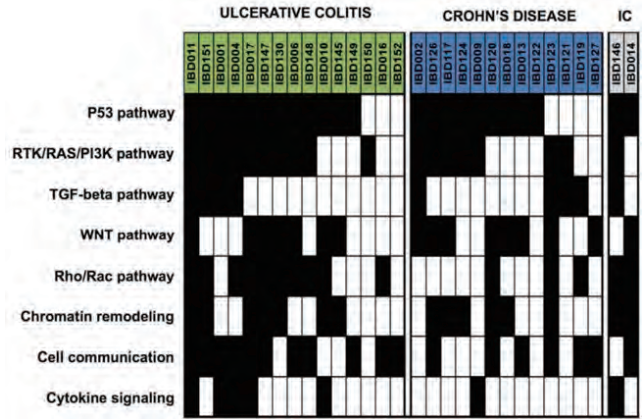 ULCERATIVE COLITIS CROHN'S DISEASE IC
IBD011 IBD151 IBD001 IBD004 IBD017 IBD147 IBD130 IBD006 IBD148 IBD010 IBD145 IBD149 IBD150 IBD016 IBD152 IBD002 IBD126 IBD117 IBD124 IBD009 IBD120 IBD018 IBD013 IBD122 IBD123 IBD121 IBD119 IBD127 IBD146 IBD014
P53 pathway
RTK/RAS/PI3K pathway
TGF-beta pathway
WNT pathway
Rho/Rac pathway
Chromatin remodeling
Cell communication
Cytokine signaling